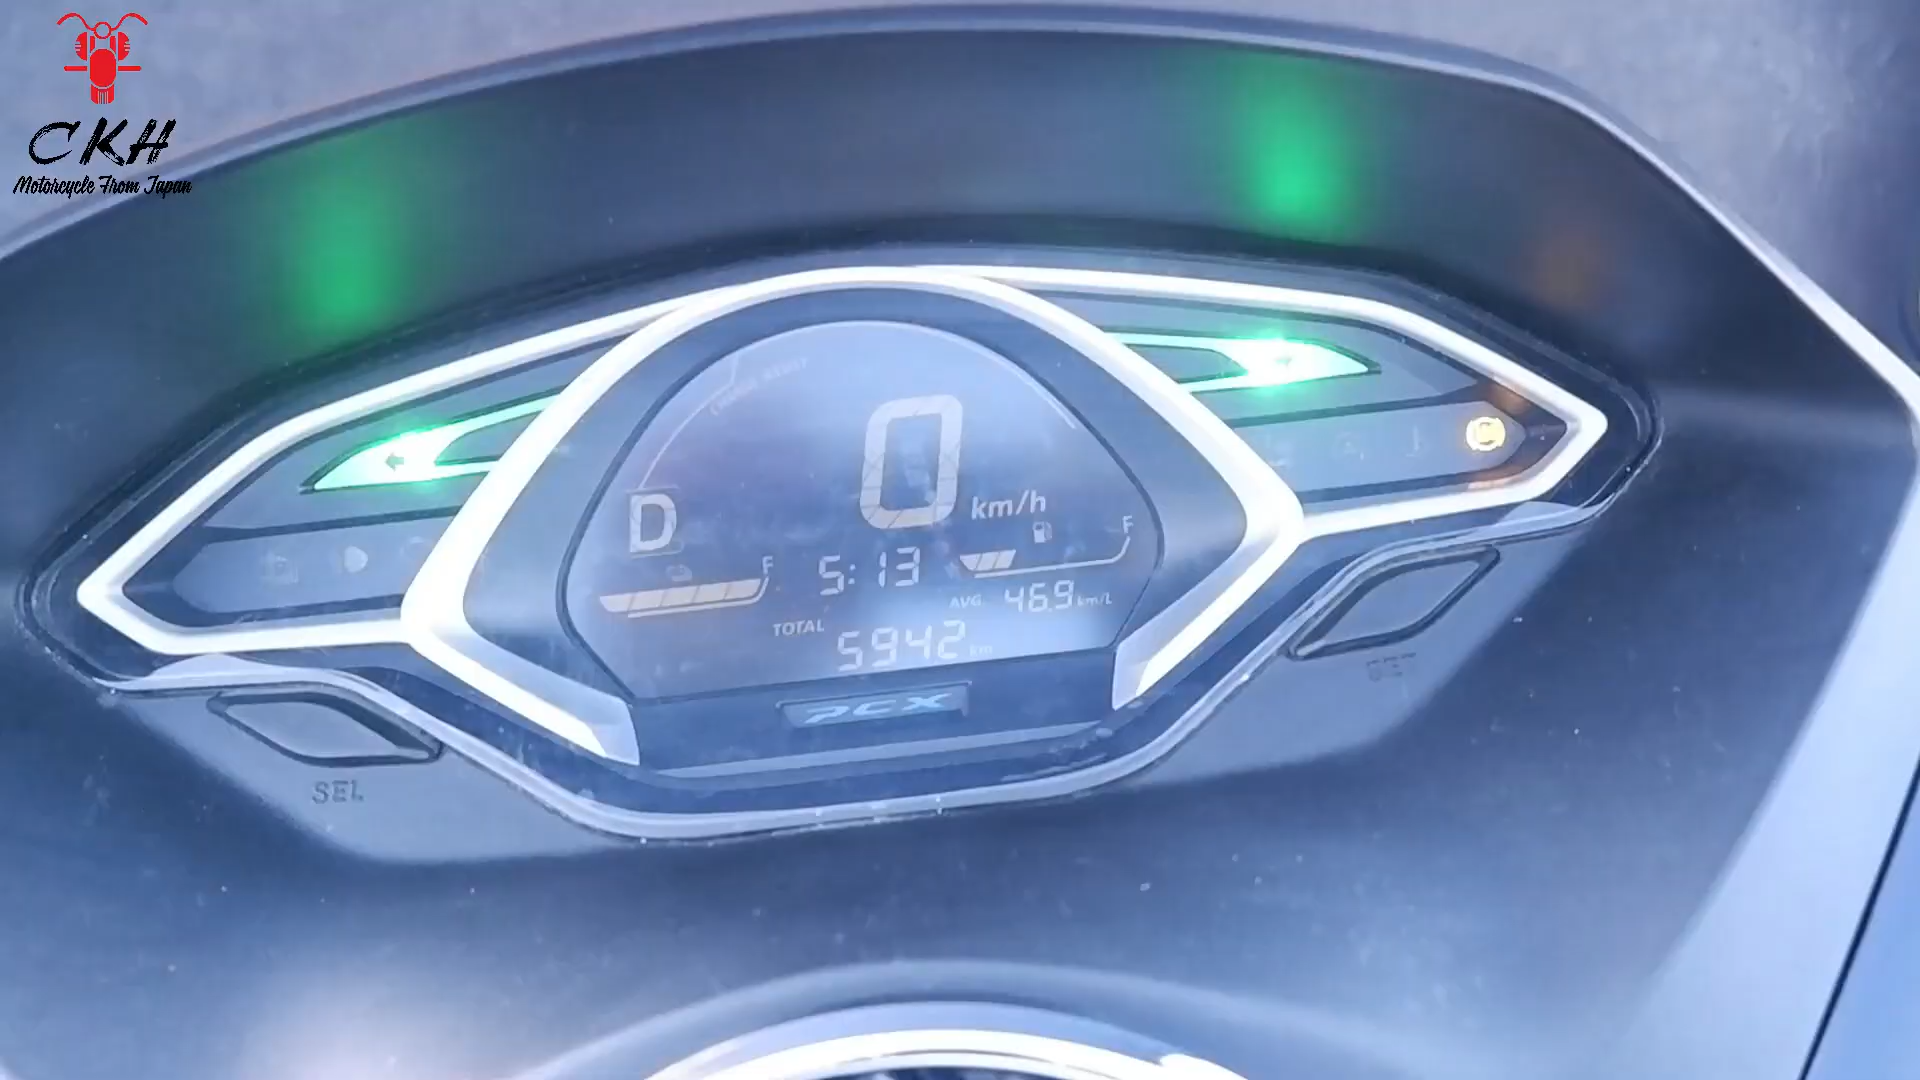 CKH
Motorcycle From Japan
0 km/h
D
F
5:13
F
AVG. 46.9 km/L
TOTAL
5942 km
PCX
SEL
SET